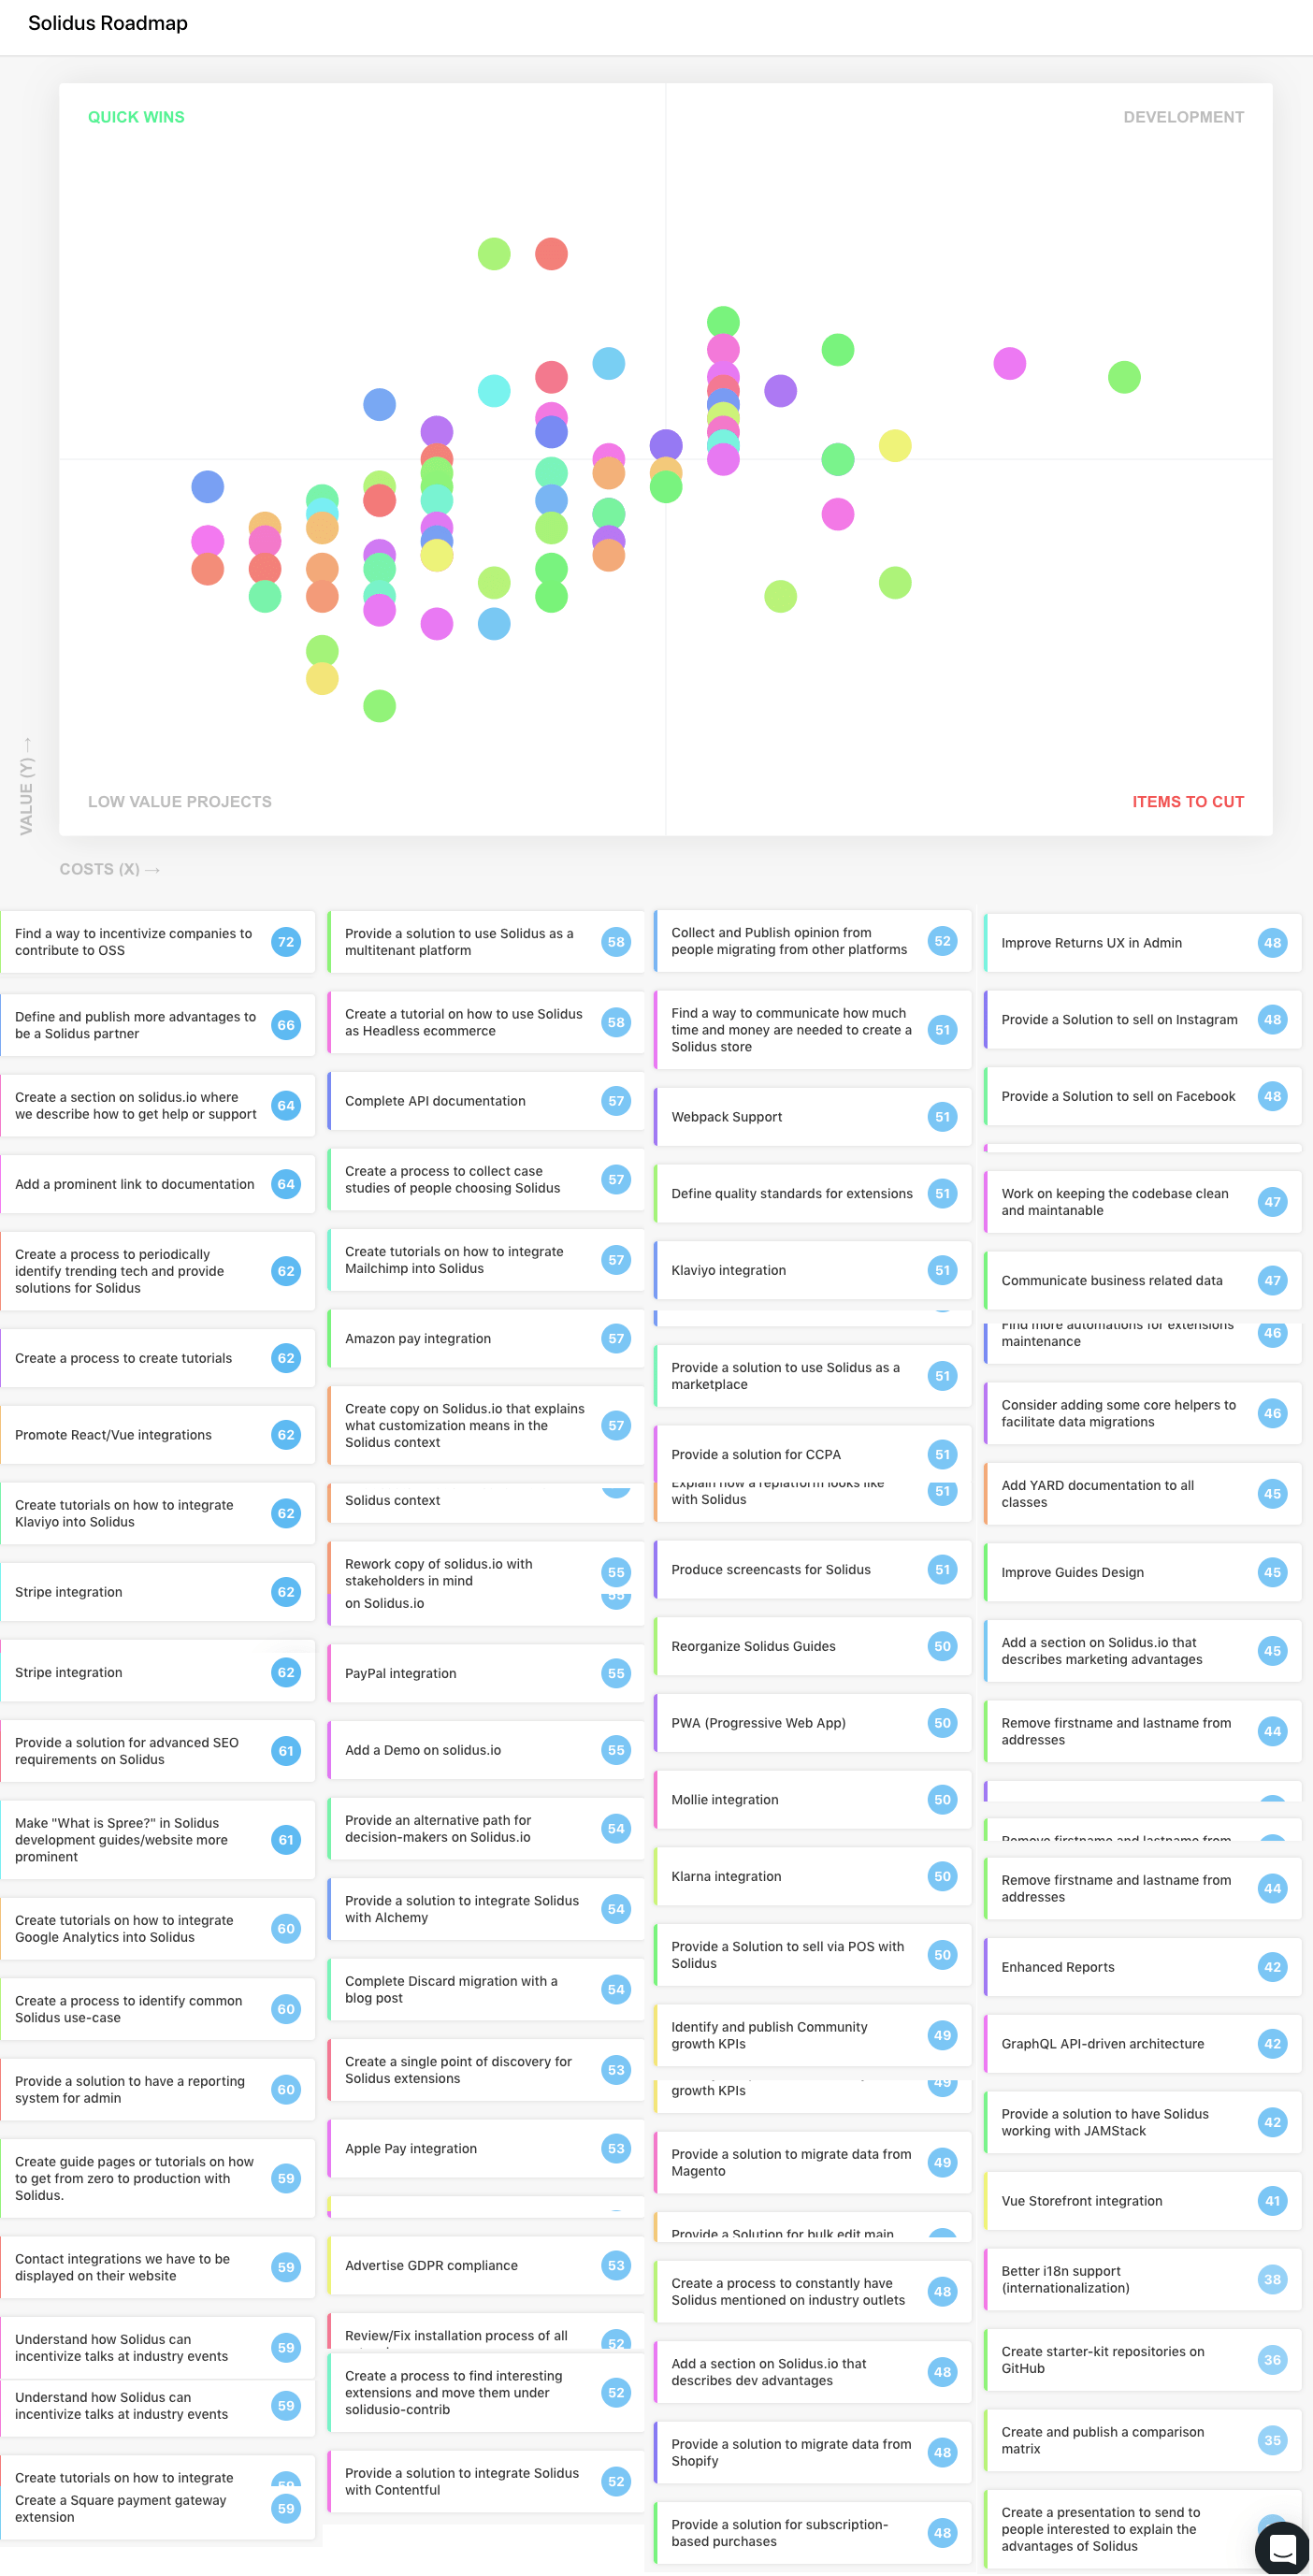 Solidus Roadmap
QUICK WINS
DEVELOPMENT
LOW VALUE PROJECTS
ITEMS TO CUT
VALUE (Y) →
COSTS (X) →
Find a way to incentivize companies to
contribute to OSS
72
Define and publish more advantages to
be a Solidus partner
66
Create a section on solidus.io where
we describe how to get help or support
64
Add a prominent link to documentation
64
Create a process to periodically
identify trending tech and provide
solutions for Solidus
62
Create a process to create tutorials
62
Promote React/Vue integrations
62
Create tutorials on how to integrate
Klaviyo into Solidus
62
Stripe integration
62
Stripe integration
62
Provide a solution for advanced SEO
requirements on Solidus
61
Make "What is Spree?" in Solidus
development guides/website more
prominent
61
Create tutorials on how to integrate
Google Analytics into Solidus
60
Create a process to identify common
Solidus use-case
60
Provide a solution to have a reporting
system for admin
60
Create guide pages or tutorials on how
to get from zero to production with
Solidus.
59
Contact integrations we have to be
displayed on their website
59
Understand how Solidus can
incentivize talks at industry events
59
Understand how Solidus can
incentivize talks at industry events
59
Create tutorials on how to integrate
59
Create a Square payment gateway
extension
59
Provide a solution to use Solidus as a
multitenant platform
58
Create a tutorial on how to use Solidus
as Headless ecommerce
58
Complete API documentation
57
Create a process to collect case
studies of people choosing Solidus
57
Create tutorials on how to integrate
Mailchimp into Solidus
57
Amazon pay integration
57
Create copy on Solidus.io that explains
what customization means in the
Solidus context
57
Solidus context
Rework copy of solidus.io with
stakeholders in mind
55
on Solidus.io
55
PayPal integration
55
Add a Demo on solidus.io
55
Provide an alternative path for
decision-makers on Solidus.io
54
Provide a solution to integrate Solidus
with Alchemy
54
Complete Discard migration with a
blog post
54
Create a single point of discovery for
Solidus extensions
53
Apple Pay integration
53
Advertise GDPR compliance
53
Review/Fix installation process of all
52
Create a process to find interesting
extensions and move them under
solidusio-contrib
52
Provide a solution to integrate Solidus
with Contentful
52
Collect and Publish opinion from
people migrating from other platforms
52
Find a way to communicate how much
time and money are needed to create a
Solidus store
51
Webpack Support
51
Define quality standards for extensions
51
Klaviyo integration
51
Provide a solution to use Solidus as a
marketplace
51
Provide a solution for CCPA
51
Explain how a replatform looks like
with Solidus
51
Produce screencasts for Solidus
51
Reorganize Solidus Guides
50
PWA (Progressive Web App)
50
Mollie integration
50
Klarna integration
50
Provide a Solution to sell via POS with
Solidus
50
Identify and publish Community
growth KPIs
49
growth KPIs
49
Provide a solution to migrate data from
Magento
49
Provide a Solution for bulk edit main
Create a process to constantly have
Solidus mentioned on industry outlets
48
Add a section on Solidus.io that
describes dev advantages
48
Provide a solution to migrate data from
Shopify
48
Provide a solution for subscription-
based purchases
48
Improve Returns UX in Admin
48
Provide a Solution to sell on Instagram
48
Provide a Solution to sell on Facebook
48
Work on keeping the codebase clean
and maintanable
47
Communicate business related data
47
Find more automations for extensions
maintenance
46
Consider adding some core helpers to
facilitate data migrations
46
Add YARD documentation to all
classes
45
Improve Guides Design
45
Add a section on Solidus.io that
describes marketing advantages
45
Remove firstname and lastname from
addresses
44
Remove firstname and lastname from
Remove firstname and lastname from
addresses
44
Enhanced Reports
42
GraphQL API-driven architecture
42
Provide a solution to have Solidus
working with JAMStack
42
Vue Storefront integration
41
Better i18n support
(internationalization)
38
Create starter-kit repositories on
GitHub
36
Create and publish a comparison
matrix
35
Create a presentation to send to
people interested to explain the
advantages of Solidus